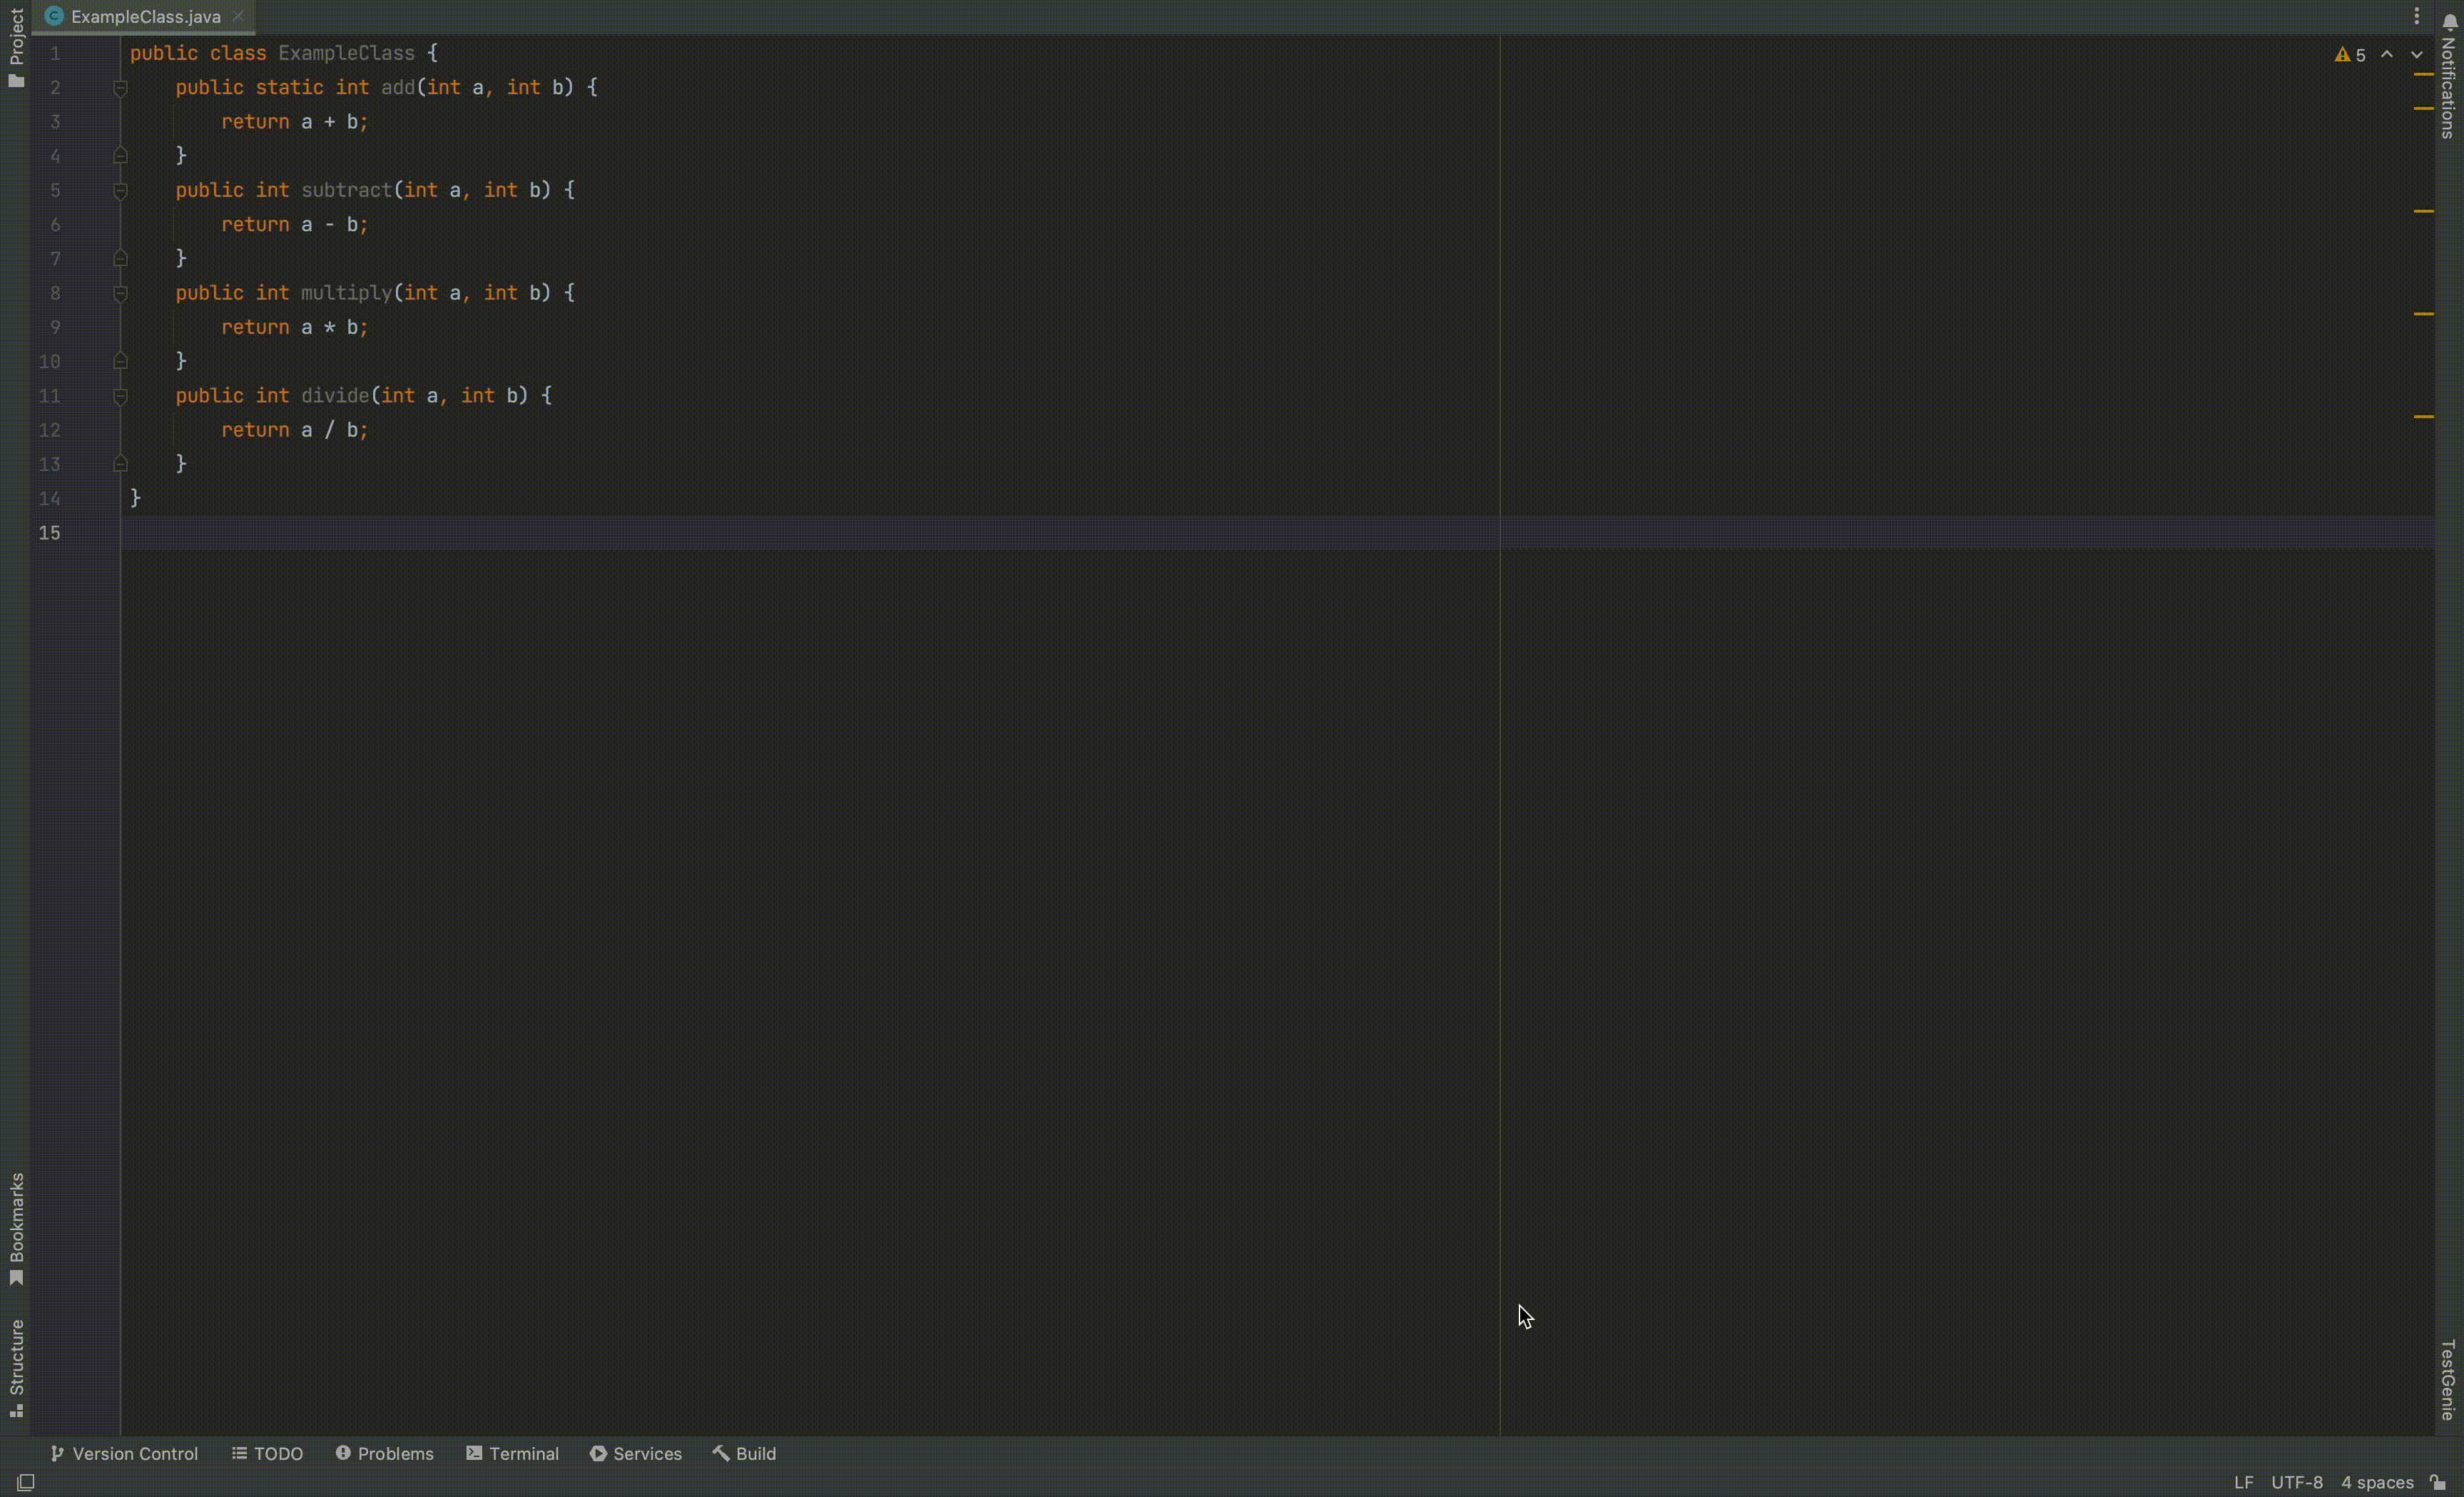 Project
ExampleClass.java
Notifications
5
1 public class ExampleClass {
2     public static int add(int a, int b) {
3         return a + b;
4     }
5     public int subtract(int a, int b) {
6         return a - b;
7     }
8     public int multiply(int a, int b) {
9         return a * b;
10     }
11     public int divide(int a, int b) {
12         return a / b;
13     }
14 }
15
Bookmarks
Structure
TestGenie
Version Control TODO Problems Terminal Services Build
LF UTF-8 4 spaces